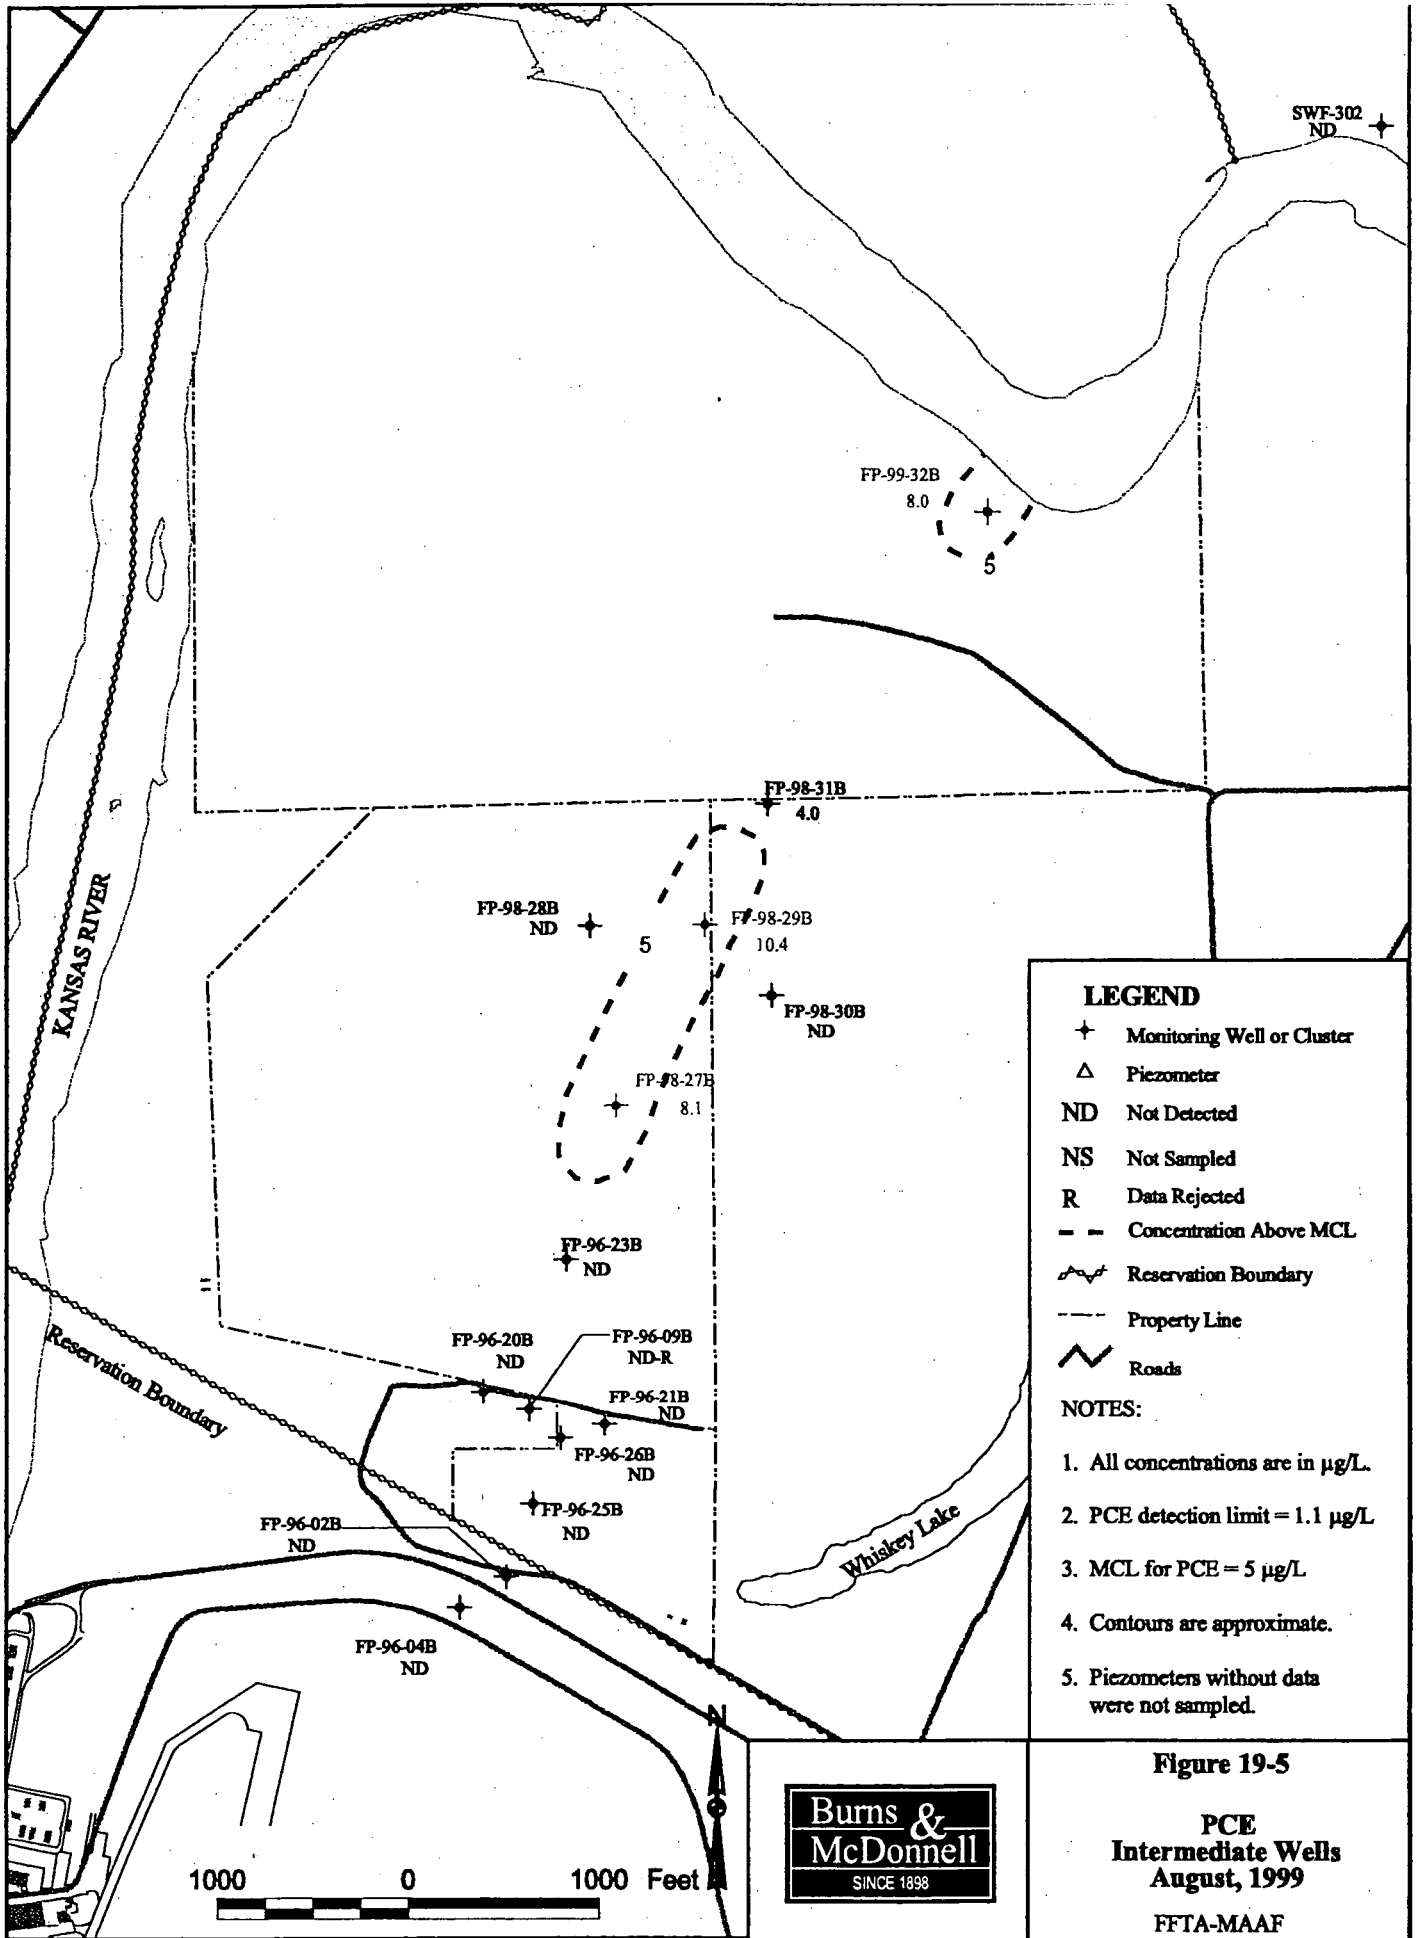 SWF-302
ND
FP-99-32B
8.0
5
FP-98-31B
4.0
FP-98-28B
ND
5
FP-98-29B
10.4
FP-98-30B
ND
FP-98-27B
8.1
KANSAS RIVER
FP-96-23B
ND
Reservation Boundary
FP-96-20B
ND
FP-96-09B
ND-R
FP-96-21B
ND
FP-96-26B
ND
FP-96-25B
ND
FP-96-02B
ND
FP-96-04B
ND
Whiskey Lake
LEGEND
Monitoring Well or Cluster
Piezometer
ND Not Detected
NS Not Sampled
R Data Rejected
Concentration Above MCL
Reservation Boundary
Property Line
Roads
NOTES:
1. All concentrations are in µg/L.
2. PCE detection limit = 1.1 µg/L
3. MCL for PCE = 5 µg/L
4. Contours are approximate.
5. Piezometers without data
were not sampled.
N
1000 0 1000 Feet
Burns &
McDonnell
SINCE 1898
Figure 19-5
PCE
Intermediate Wells
August, 1999
FFTA-MAAF